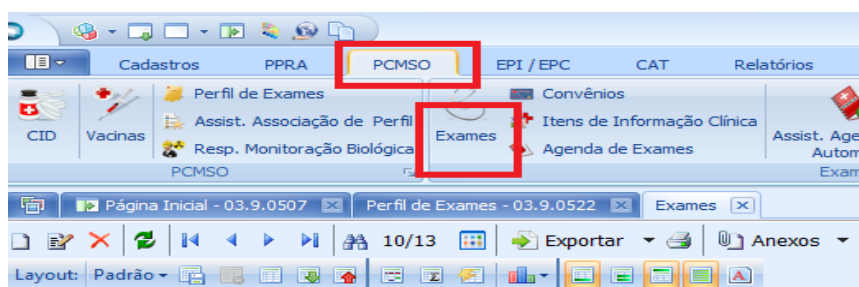 Cadastros PPRA PCMSO EPI / EPC CAT Relatórios
Perfil de Exames Convênios
CID Vacinas Assist. Associação de Perfil Exames Itens de Informação Clínica Assist. Age
Resp. Monitoração Biológica Agenda de Exames Autom
PCMSO Exam
Página Inicial - 03.9.0507 Perfil de Exames - 03.9.0522 Exames
10/13 Exportar Anexos
Layout: Padrão